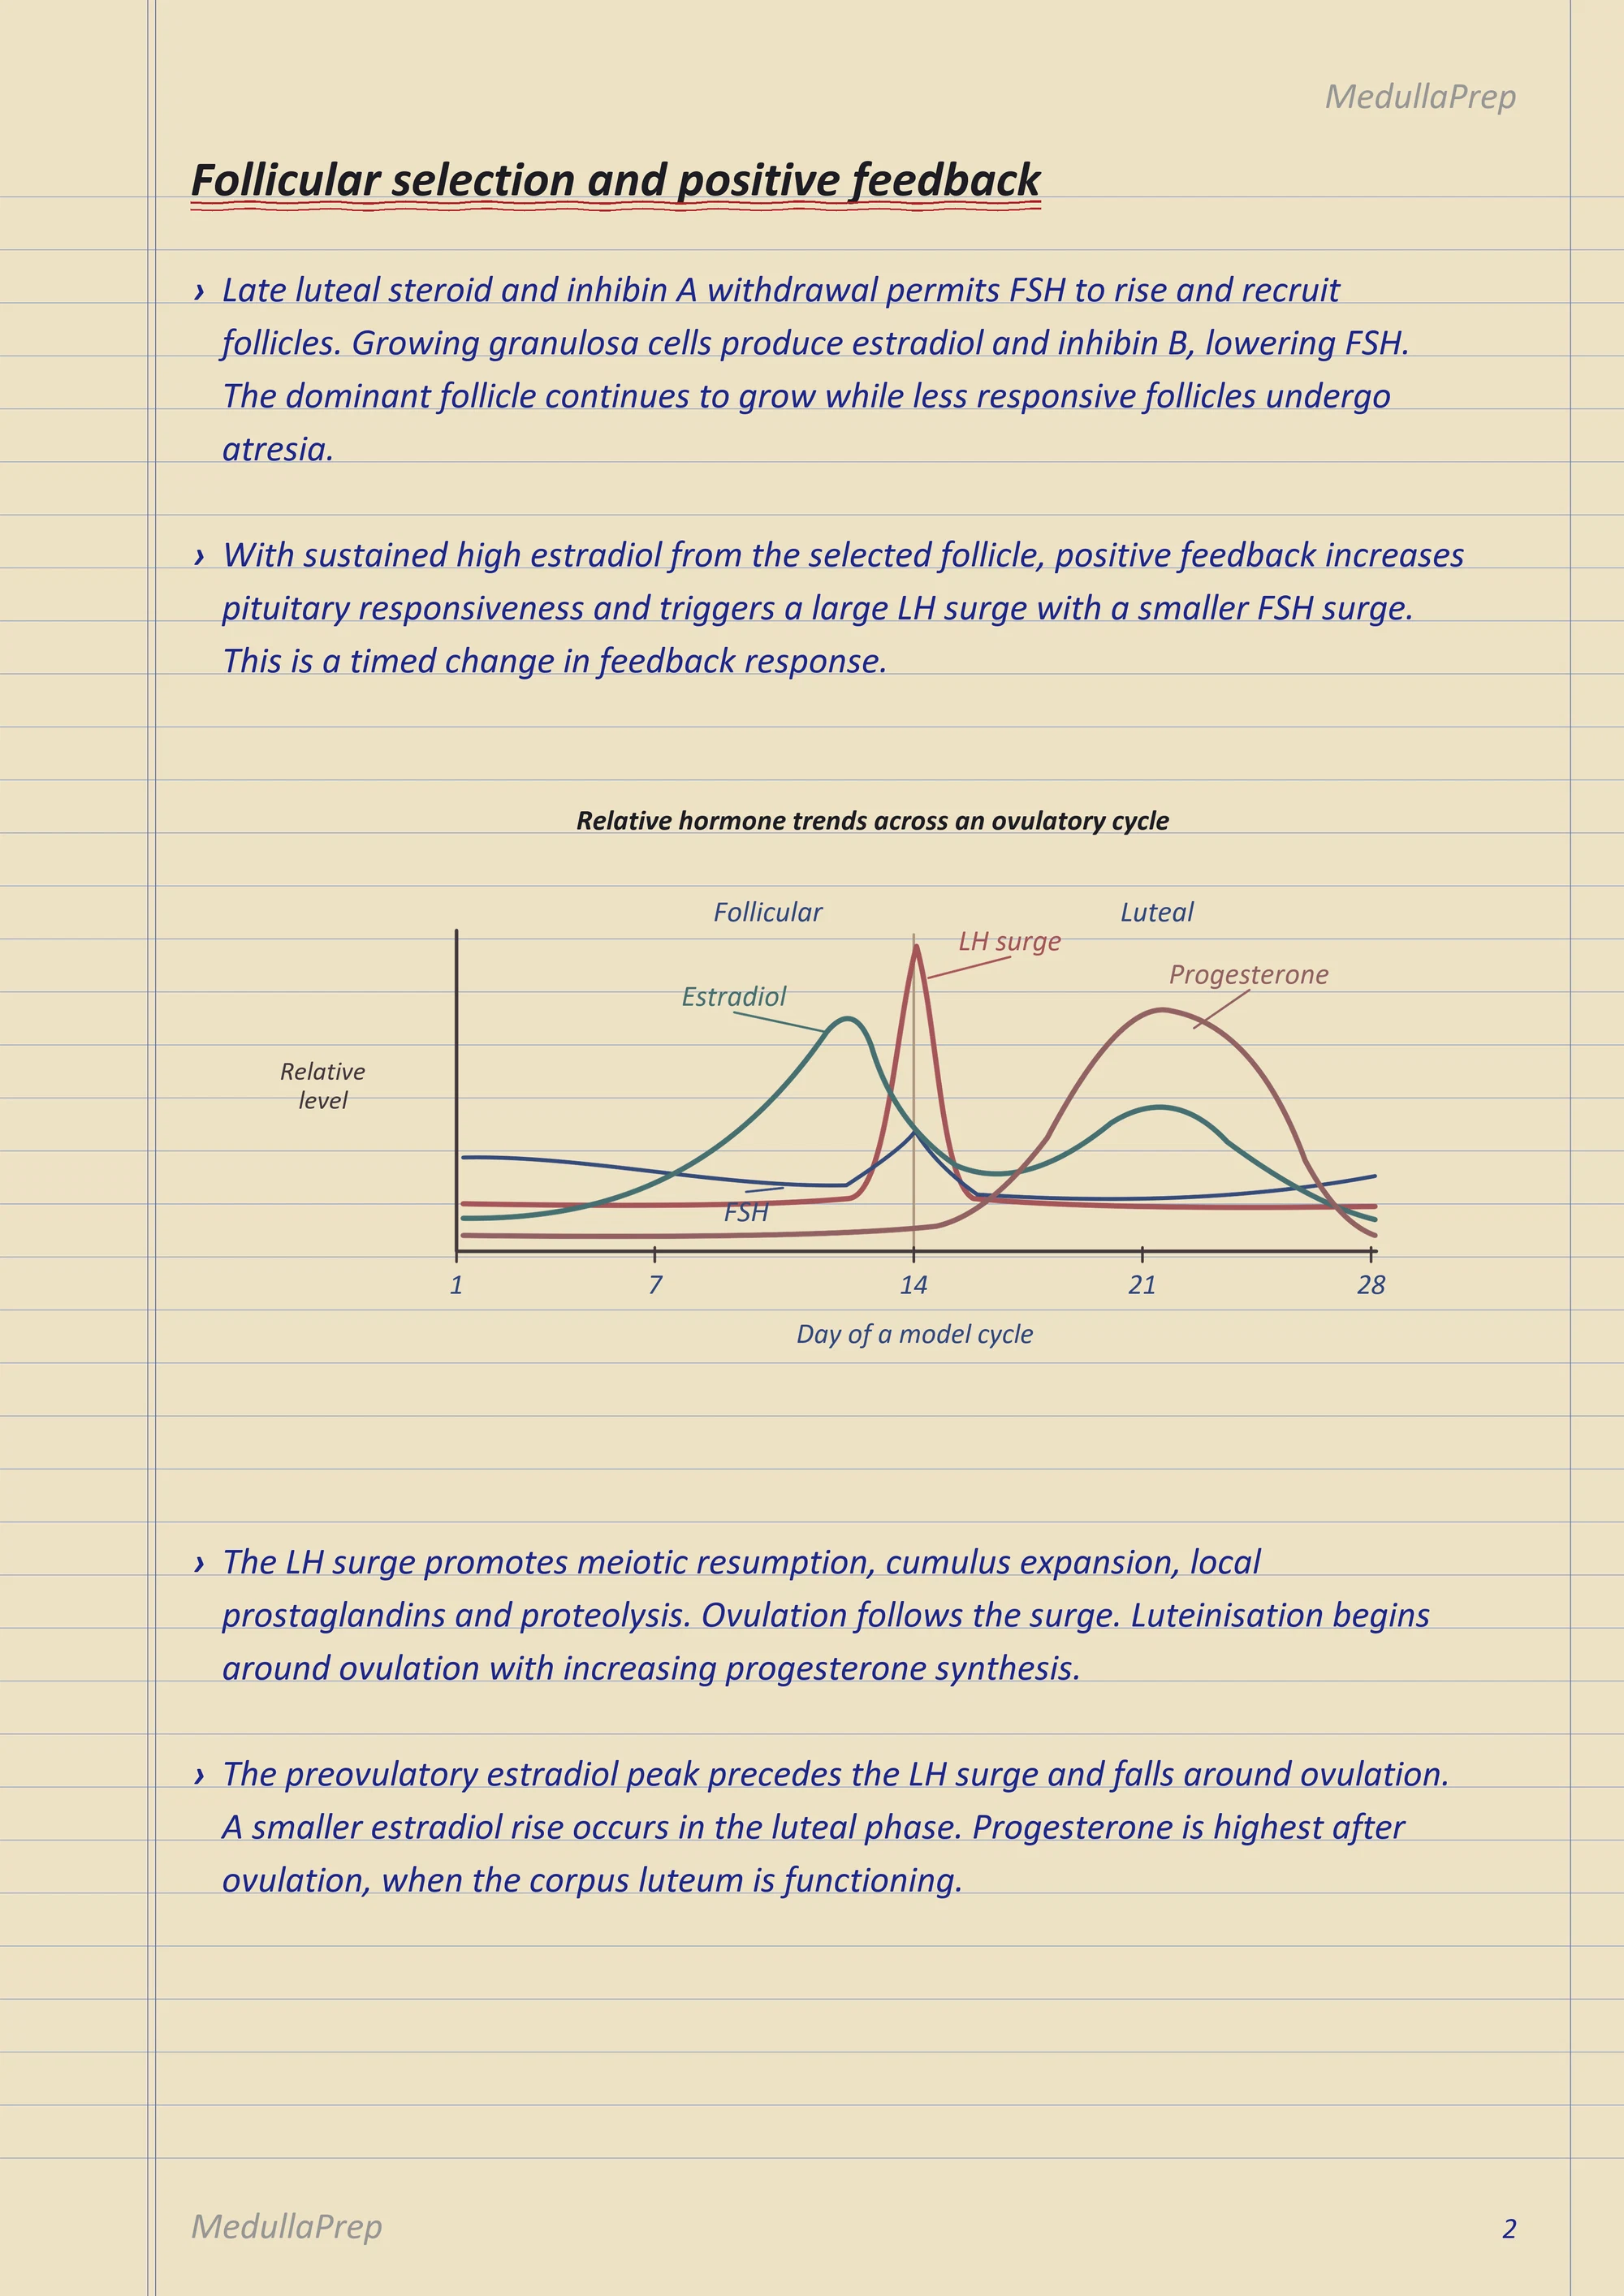 MedullaPrep
Follicular selection and positive feedback
› Late luteal steroid and inhibin A withdrawal permits FSH to rise and recruit
follicles. Growing granulosa cells produce estradiol and inhibin B, lowering FSH.
The dominant follicle continues to grow while less responsive follicles undergo
atresia.
› With sustained high estradiol from the selected follicle, positive feedback increases
pituitary responsiveness and triggers a large LH surge with a smaller FSH surge.
This is a timed change in feedback response.
Relative hormone trends across an ovulatory cycle
Follicular
Luteal
LH surge
Progesterone
Estradiol
Relative
level
FSH
1 7 14 21 28
Day of a model cycle
› The LH surge promotes meiotic resumption, cumulus expansion, local
prostaglandins and proteolysis. Ovulation follows the surge. Luteinisation begins
around ovulation with increasing progesterone synthesis.
› The preovulatory estradiol peak precedes the LH surge and falls around ovulation.
A smaller estradiol rise occurs in the luteal phase. Progesterone is highest after
ovulation, when the corpus luteum is functioning.
MedullaPrep
2